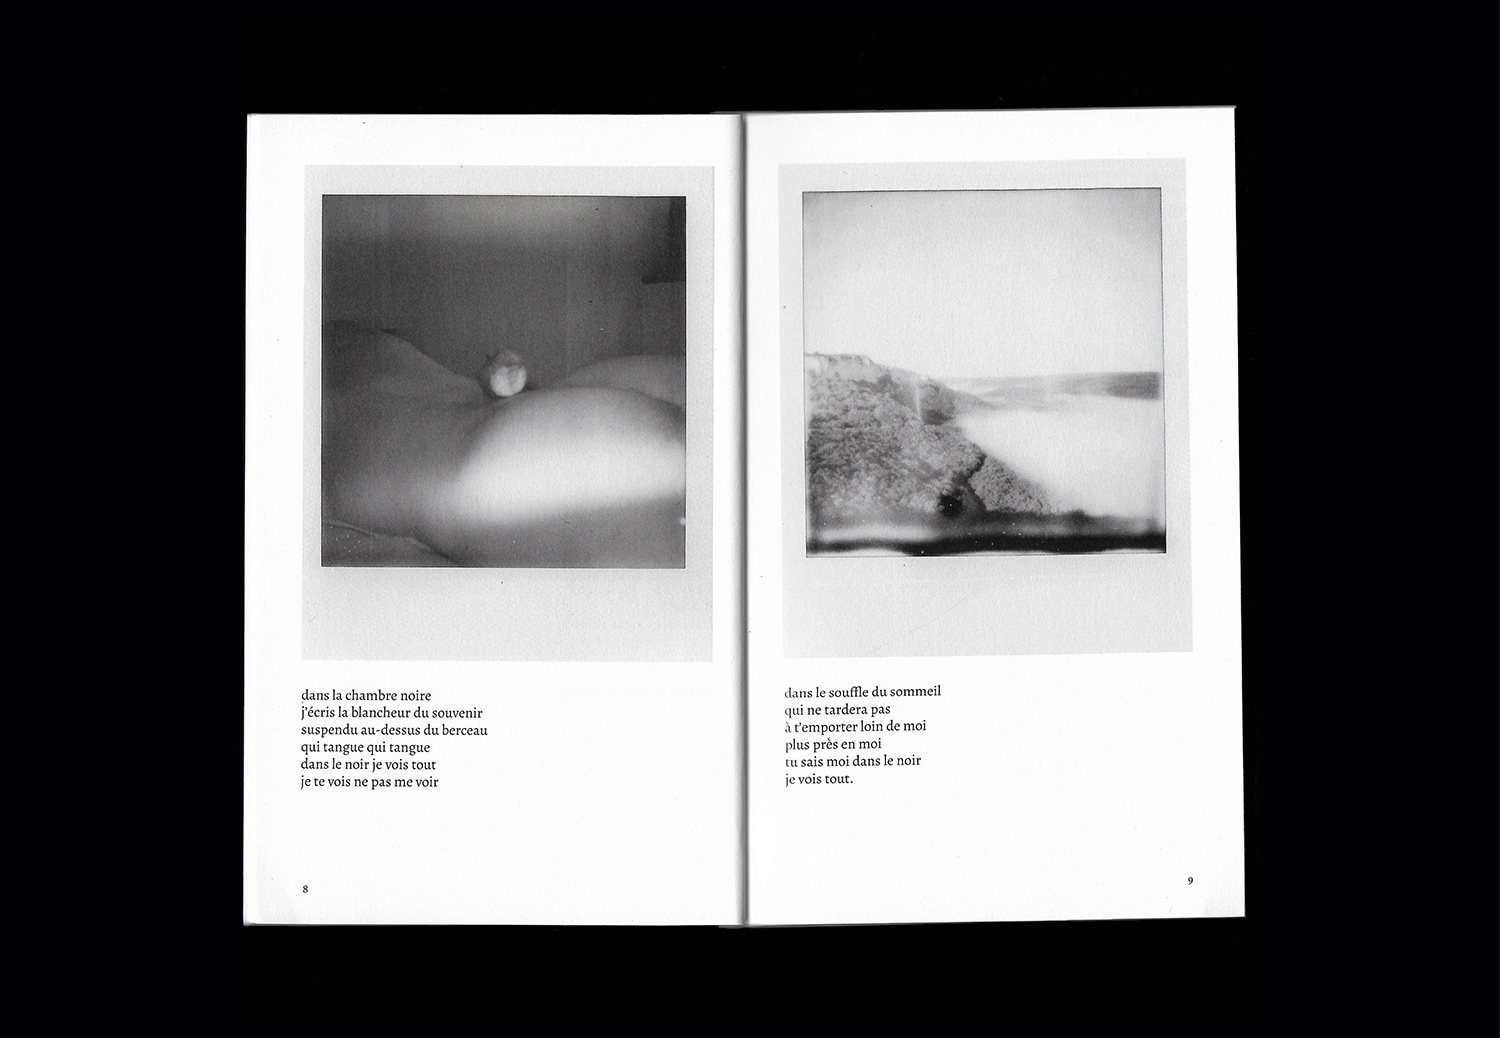 dans la chambre noire
j'écris la blancheur du souvenir
suspendu au-dessus du berceau
qui tangue qui tangue
dans le noir je vois tout
je te vois ne pas me voir
8
dans le souffle du sommeil
qui ne tardera pas
à t'emporter loin de moi
plus près en moi
tu sais moi dans le noir
je vois tout.
9